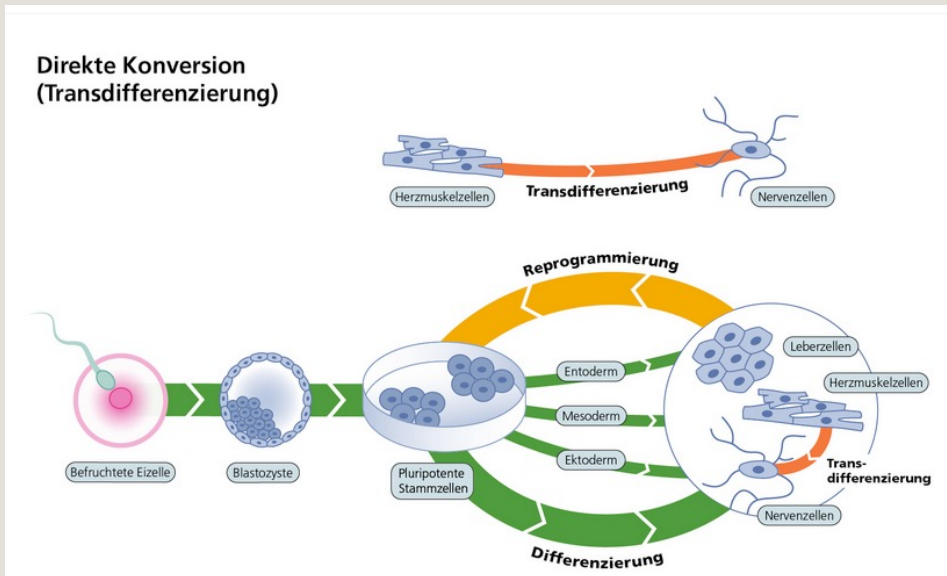 Direkte Konversion
(Transdifferenzierung)
Herzmuskelzellen
Transdifferenzierung
Nervenzellen
Reprogrammierung
Befruchtete Eizelle
Blastozyste
Pluripotente
Stammzellen
Entoderm
Mesoderm
Ektoderm
Leberzellen
Herzmuskelzellen
Trans-
differenzierung
Nervenzellen
Differenzierung